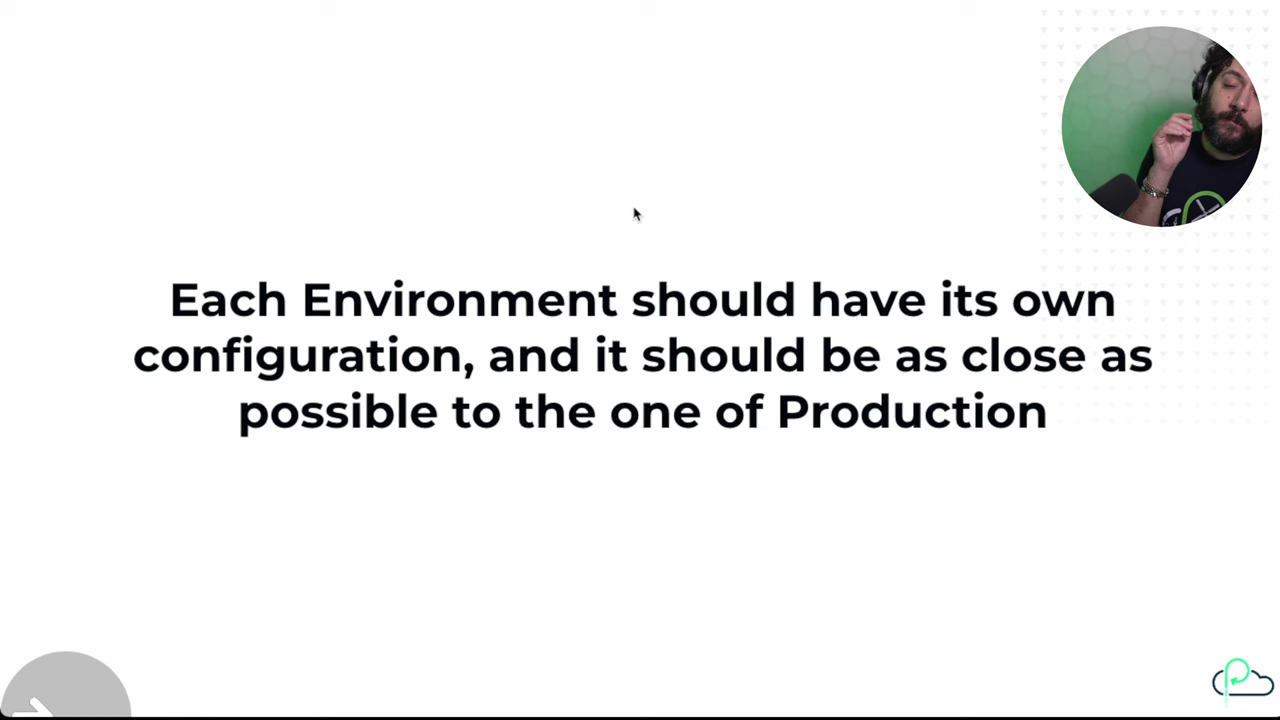 Each Environment should have its own
configuration, and it should be as close as
possible to the one of Production